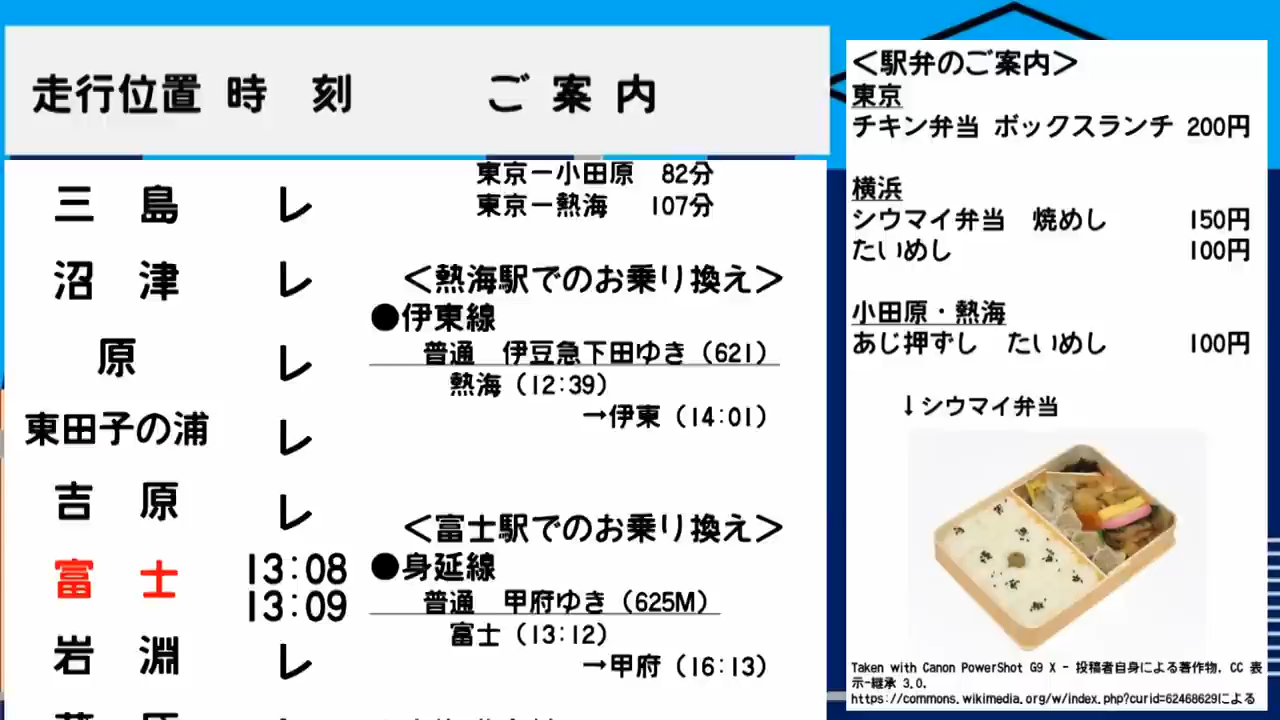 走行位置 時 刻 ご 案 内
東京－小田原 82分
東京－熱海 107分
三 島 レ
沼 津 レ
＜熱海駅でのお乗り換え＞
●伊東線
普通 伊豆急下田ゆき（621）
熱海（12:39）
→伊東（14:01）
原 レ
東田子の浦 レ
吉 原 レ
＜富士駅でのお乗り換え＞
富 士 13:08
13:09
●身延線
普通 甲府ゆき（625M）
富士（13:12）
→甲府（16:13）
岩 淵 レ
＜駅弁のご案内＞
東京
チキン弁当 ボックスランチ 200円
横浜
シウマイ弁当 焼めし 150円
たいめし 100円
小田原・熱海
あじ押ずし たいめし 100円
↓シウマイ弁当
Taken with Canon PowerShot G9 X - 投稿者自身による著作物, CC 表
示-継承 3.0,
https://commons.wikimedia.org/w/index.php?curid=62468629による